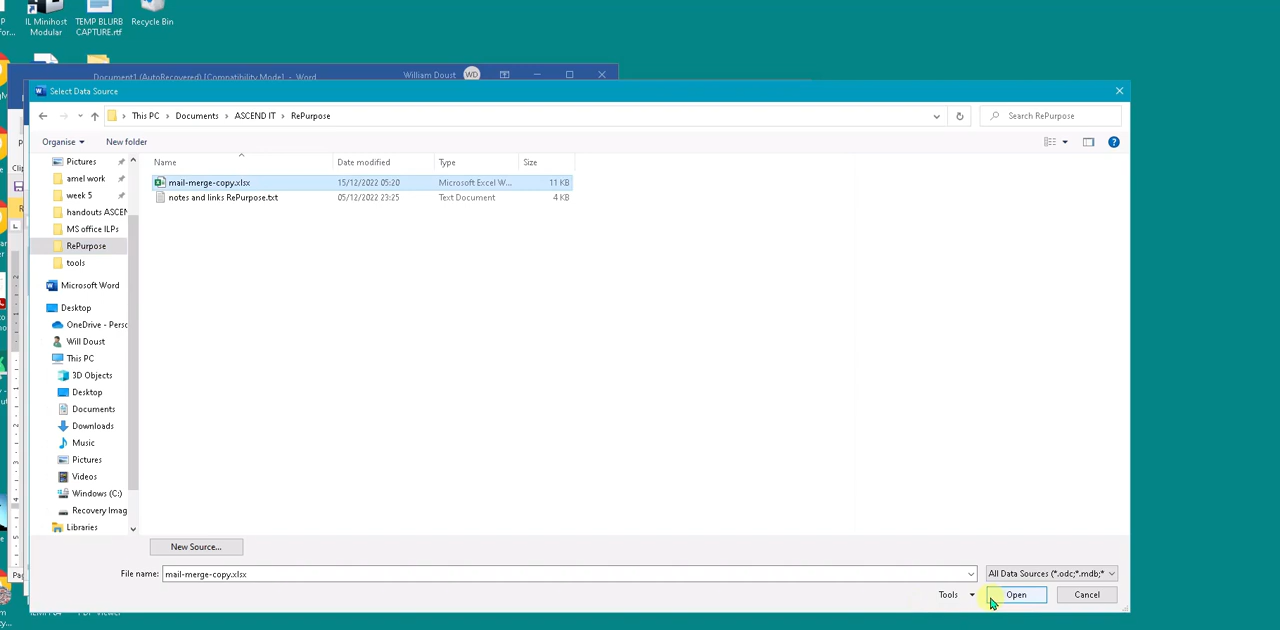 IL Minihost
Modular
TEMP BLURB
CAPTURE.rtf
Recycle Bin
Document1 (AutoRecovered) [Compatibility Mode] - Word
William Doust
WD
Select Data Source
This PC > Documents > ASCEND IT > RePurpose
Search RePurpose
Organise
New folder
Name
Date modified
Type
Size
Pictures
amel work
week 5
handouts ASCEN
MS office ILPs
RePurpose
tools
Microsoft Word
Desktop
OneDrive - Perso
Will Doust
This PC
3D Objects
Desktop
Documents
Downloads
Music
Pictures
Videos
Windows (C:)
Recovery Imag
Libraries
mail-merge-copy.xlsx 15/12/2022 05:20 Microsoft Excel W... 11 KB
notes and links RePurpose.txt 05/12/2022 23:25 Text Document 4 KB
New Source...
File name: mail-merge-copy.xlsx
All Data Sources (*.odc;*.mdb;*
Tools
Open
Cancel